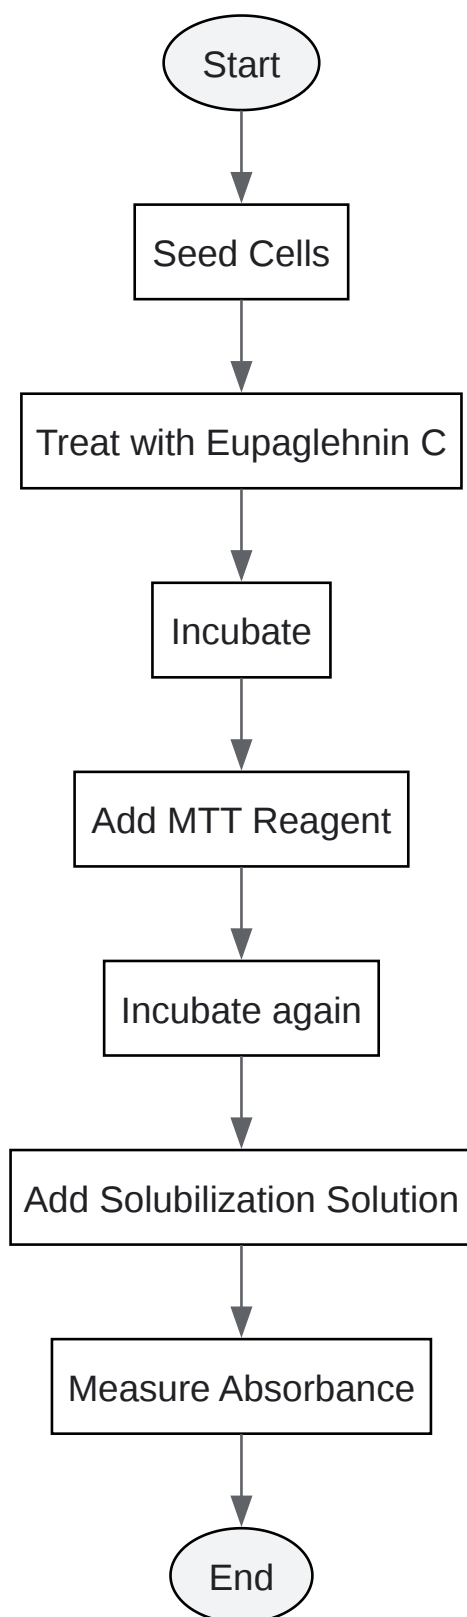 Start
Seed Cells
Treat with Eupaglehnin C
Incubate
Add MTT Reagent
Incubate again
Add Solubilization Solution
Measure Absorbance
End